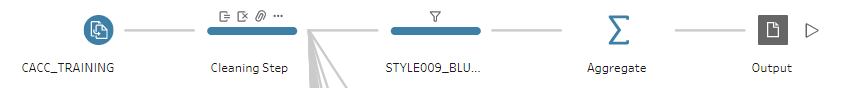 CACC_TRAINING
Cleaning Step
STYLE009_BLU...
Aggregate
Output